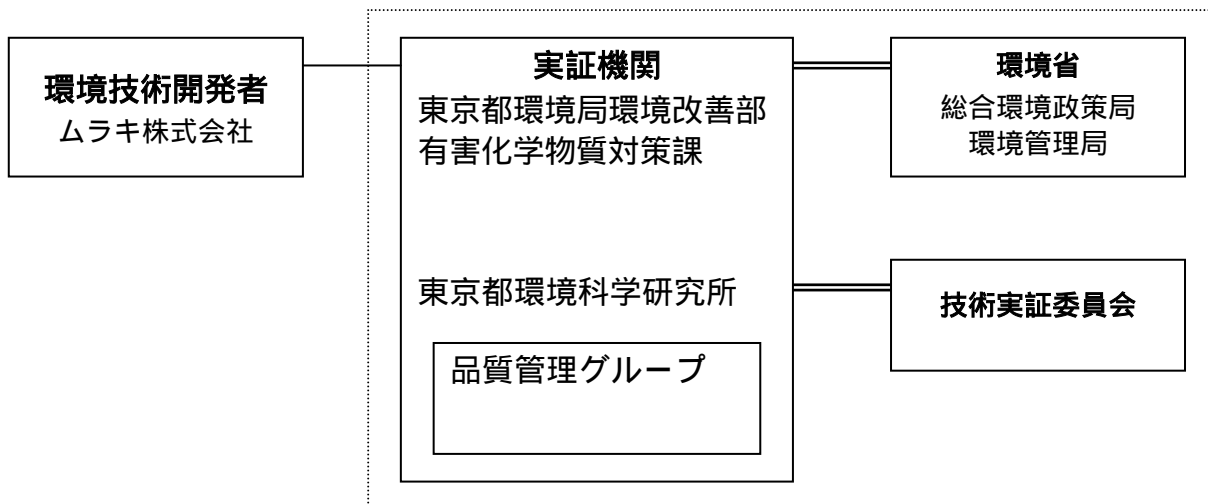 環境技術開発者
ムラキ株式会社
実証機関
東京都環境局環境改善部
有害化学物質対策課
東京都環境科学研究所
品質管理グループ
環境省
総合環境政策局
環境管理局
技術実証委員会